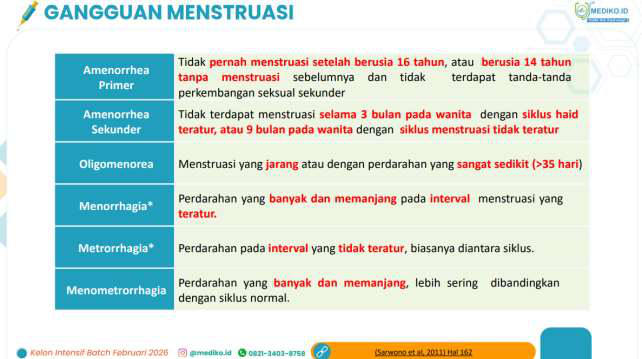 GANGGUAN MENSTRUASI
MEDIKO.ID
Amenorrhea
Primer
Tidak pernah menstruasi setelah berusia 16 tahun, atau berusia 14 tahun
tanpa menstruasi sebelumnya dan tidak terdapat tanda-tanda
perkembangan seksual sekunder
Amenorrhea
Sekunder
Tidak terdapat menstruasi selama 3 bulan pada wanita dengan siklus haid
teratur, atau 9 bulan pada wanita dengan siklus menstruasi tidak teratur
Oligomenorea
Menstruasi yang jarang atau dengan perdarahan yang sangat sedikit (>35 hari)
Menorrhagia*
Perdarahan yang banyak dan memanjang pada interval menstruasi yang
teratur.
Metrorrhagia*
Perdarahan pada interval yang tidak teratur, biasanya diantara siklus.
Menometrorrhagia
Perdarahan yang banyak dan memanjang, lebih sering dibandingkan
dengan siklus normal.
Kelon Intensif Batch Februari 2026
@mediko.id
0821-3403-8758
(Sarwono et al, 2011) Hal 162